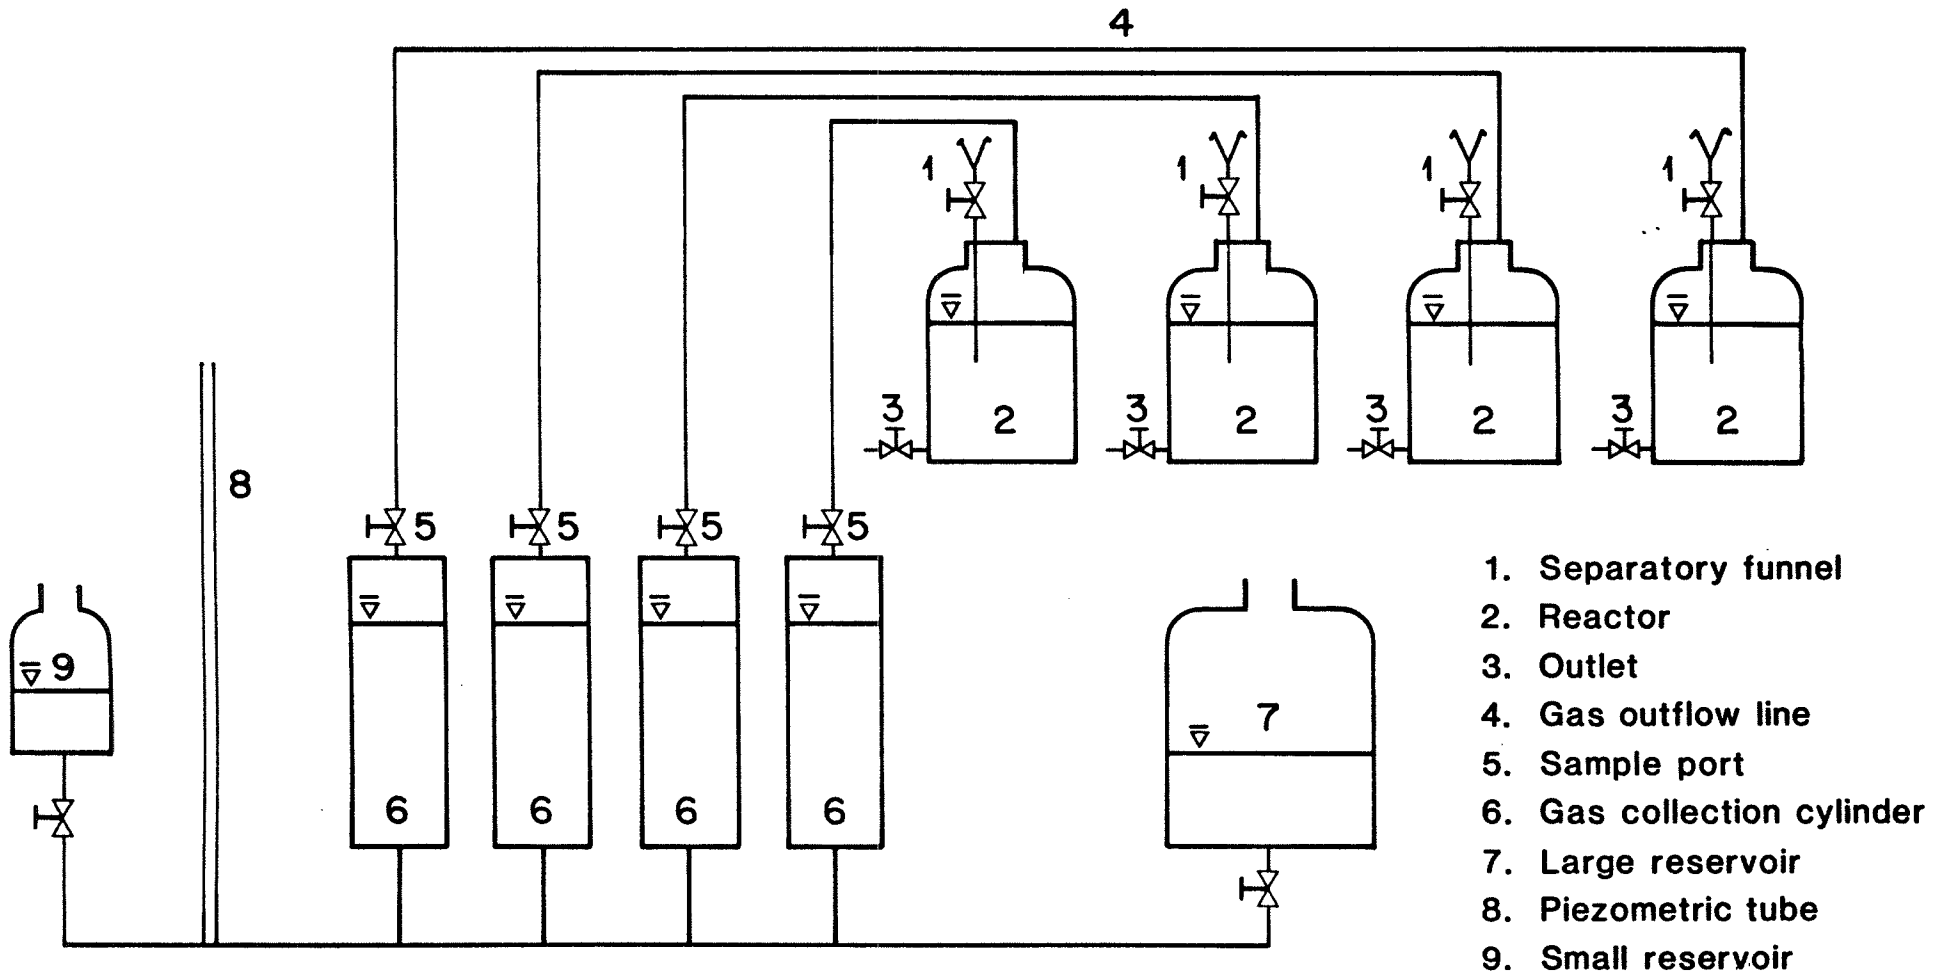 4
1 1 1 1
3 2 3 2 3 2 3 2
8
5 5 5 5
9
7
6 6 6 6
1. Separatory funnel
2. Reactor
3. Outlet
4. Gas outflow line
5. Sample port
6. Gas collection cylinder
7. Large reservoir
8. Piezometric tube
9. Small reservoir